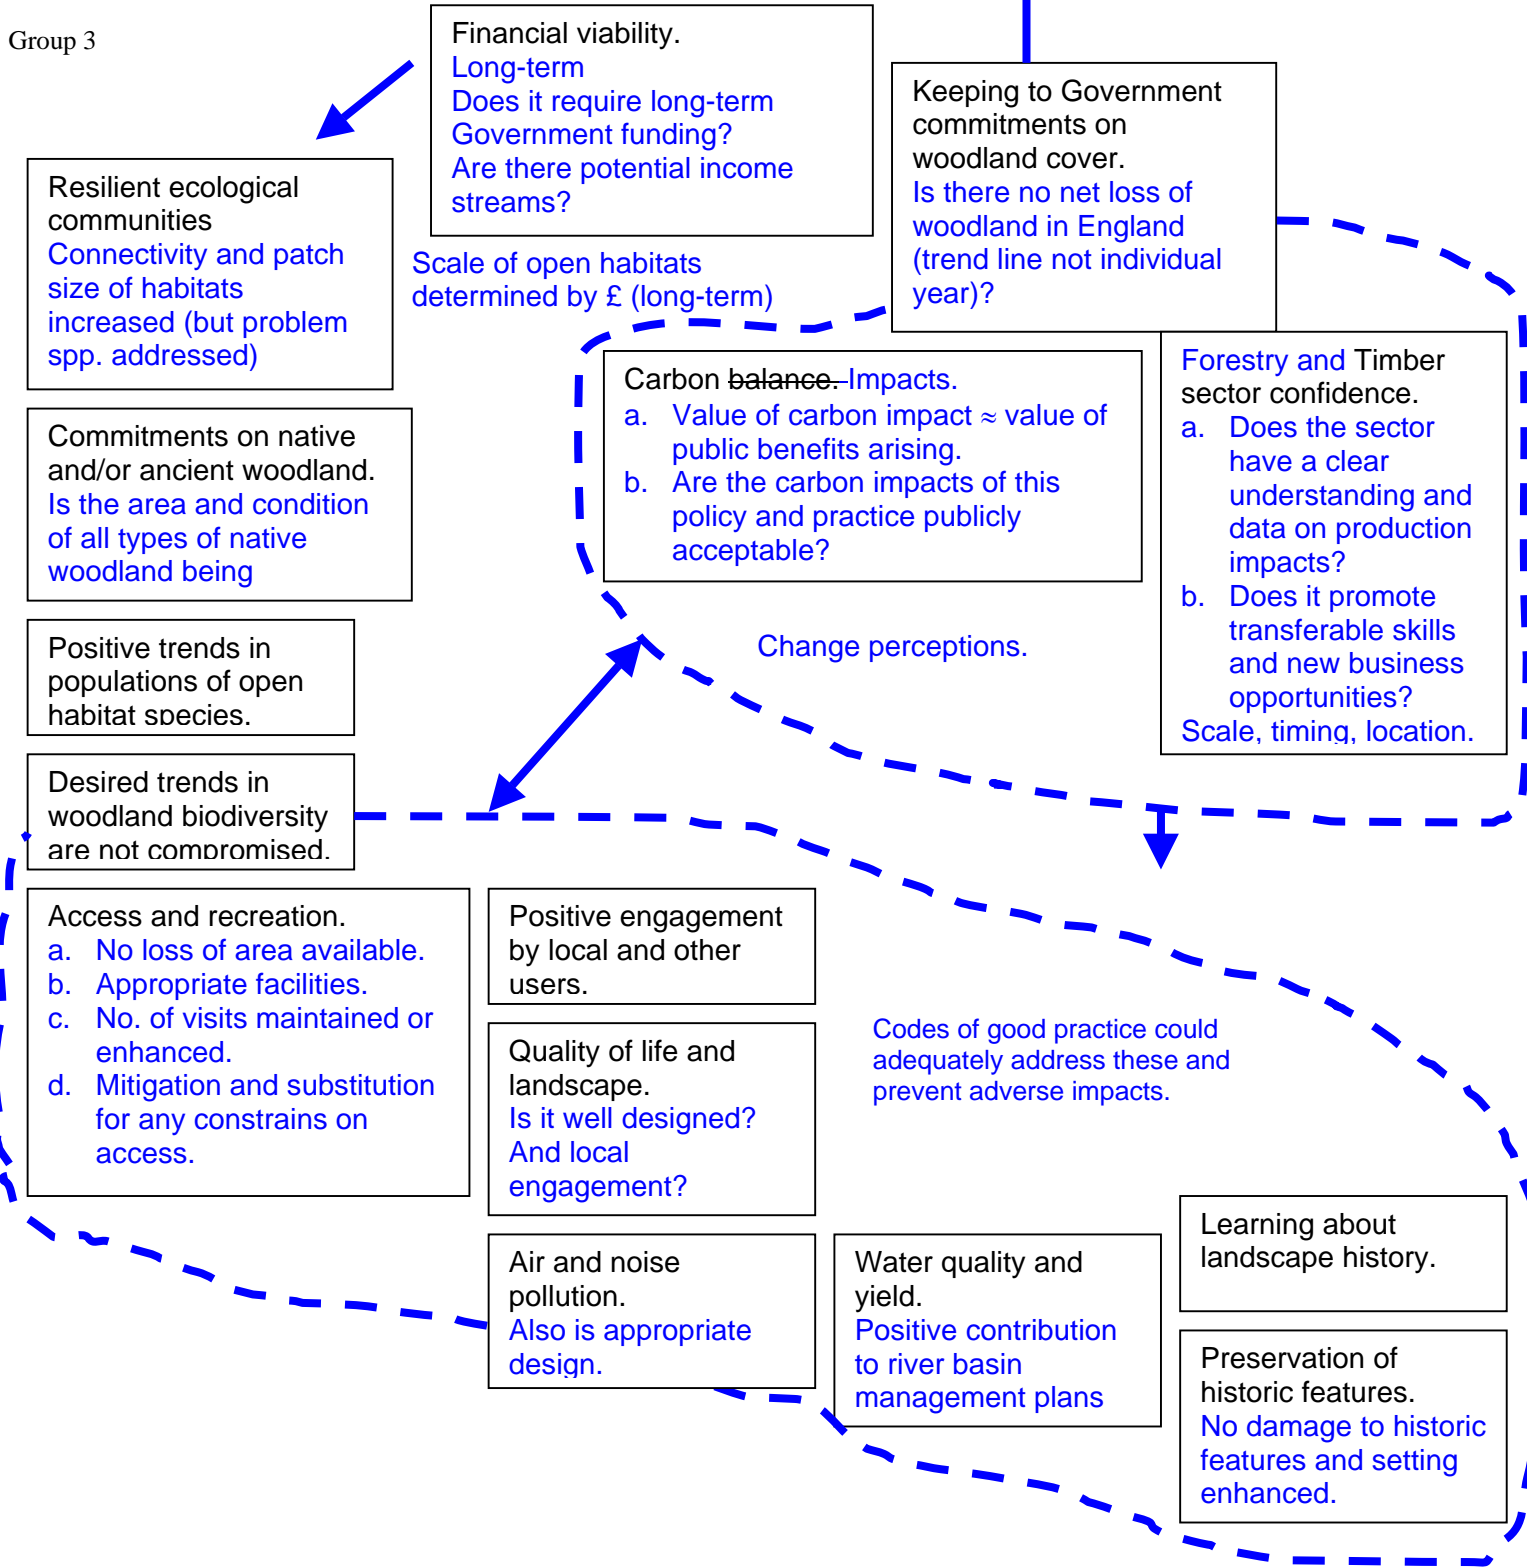 Group 3
Financial viability.
Long-term
Does it require long-term
Government funding?
Are there potential income
streams?
Keeping to Government
commitments on
woodland cover.
Is there no net loss of
woodland in England
(trend line not individual
year)?
Resilient ecological
communities
Connectivity and patch
size of habitats
increased (but problem
spp. addressed)
Scale of open habitats
determined by £ (long-term)
Carbon balance. Impacts.
a. Value of carbon impact ≈ value of
public benefits arising.
b. Are the carbon impacts of this
policy and practice publicly
acceptable?
Forestry and Timber
sector confidence.
a. Does the sector
have a clear
understanding and
data on production
impacts?
b. Does it promote
transferable skills
and new business
opportunities?
Scale, timing, location.
Commitments on native
and/or ancient woodland.
Is the area and condition
of all types of native
woodland being
Change perceptions.
Positive trends in
populations of open
habitat species.
Desired trends in
woodland biodiversity
are not compromised.
Access and recreation.
a. No loss of area available.
b. Appropriate facilities.
c. No. of visits maintained or
enhanced.
d. Mitigation and substitution
for any constrains on
access.
Positive engagement
by local and other
users.
Quality of life and
landscape.
Is it well designed?
And local
engagement?
Codes of good practice could
adequately address these and
prevent adverse impacts.
Air and noise
pollution.
Also is appropriate
design.
Water quality and
yield.
Positive contribution
to river basin
management plans
Learning about
landscape history.
Preservation of
historic features.
No damage to historic
features and setting
enhanced.